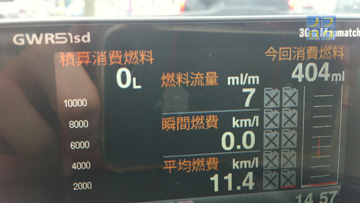 GWR51sd
3G@Mapmatch
積算消費燃料
今回消費燃料
0L
燃料流量 ml/m
404ml
7
10000
8000
瞬間燃費 km/l
6000
0.0
4000
平均燃費 km/l
2000
11.4
14:57